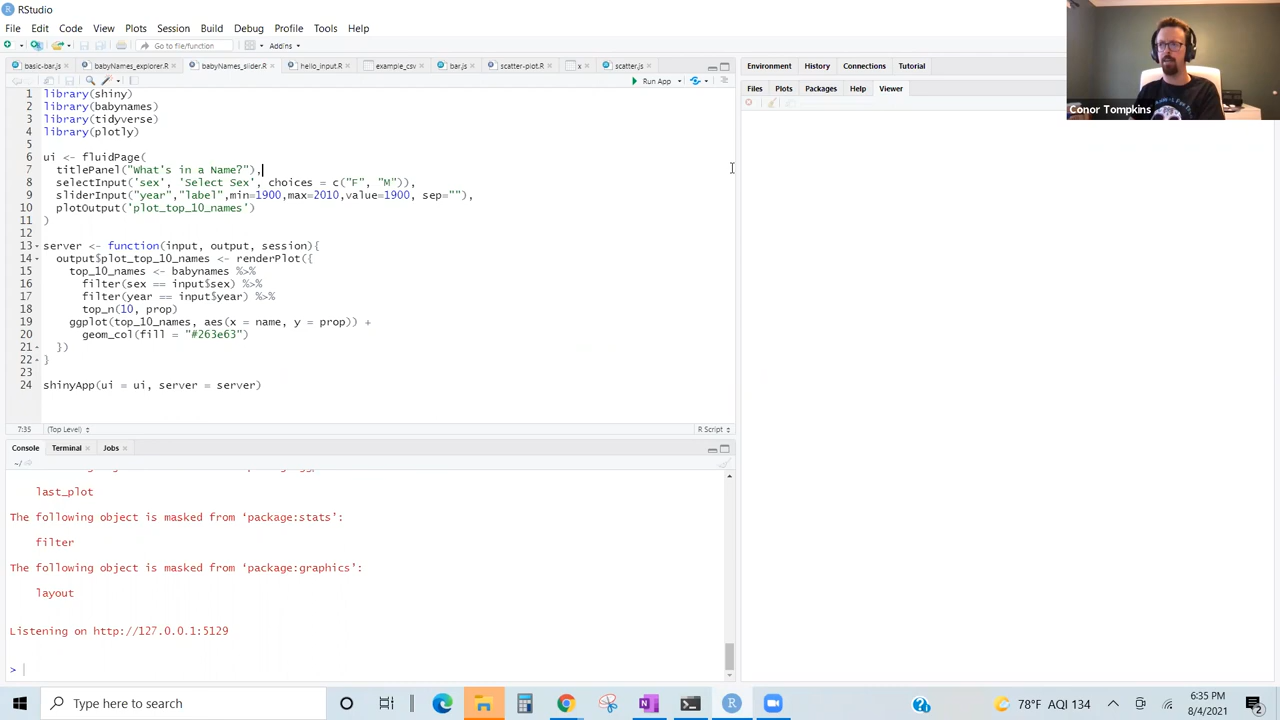 RStudio
File Edit Code View Plots Session Build Debug Profile Tools Help
Go to file/function Addins
basic-bar.js babyNames_explorer.R babyNames_slider.R hello_input.R example_csv bar.js scatter-plot.R x scatter.js
Run App
1 library(shiny)
2 library(babynames)
3 library(tidyverse)
4 library(plotly)
5
6 ui <- fluidPage(
7 titlePanel("What's in a Name?"),
8 selectInput('sex', 'Select Sex', choices = c("F", "M")),
9 sliderInput("year","label",min=1900,max=2010,value=1900, sep=""),
10 plotOutput('plot_top_10_names')
11 )
12
13 server <- function(input, output, session){
14 output$plot_top_10_names <- renderPlot({
15 top_10_names <- babynames %>%
16 filter(sex == input$sex) %>%
17 filter(year == input$year) %>%
18 top_n(10, prop)
19 ggplot(top_10_names, aes(x = name, y = prop)) +
20 geom_col(fill = "#263e63")
21 })
22 }
23
24 shinyApp(ui = ui, server = server)
7:35 (Top Level) R Script
Console Terminal Jobs
~/
last_plot
The following object is masked from ‘package:stats’:
filter
The following object is masked from ‘package:graphics’:
layout
Listening on http://127.0.0.1:5129
>
Environment History Connections Tutorial
Files Plots Packages Help Viewer
Conor Tompkins
Type here to search
78°F AQI 134
6:35 PM
8/4/2021
2